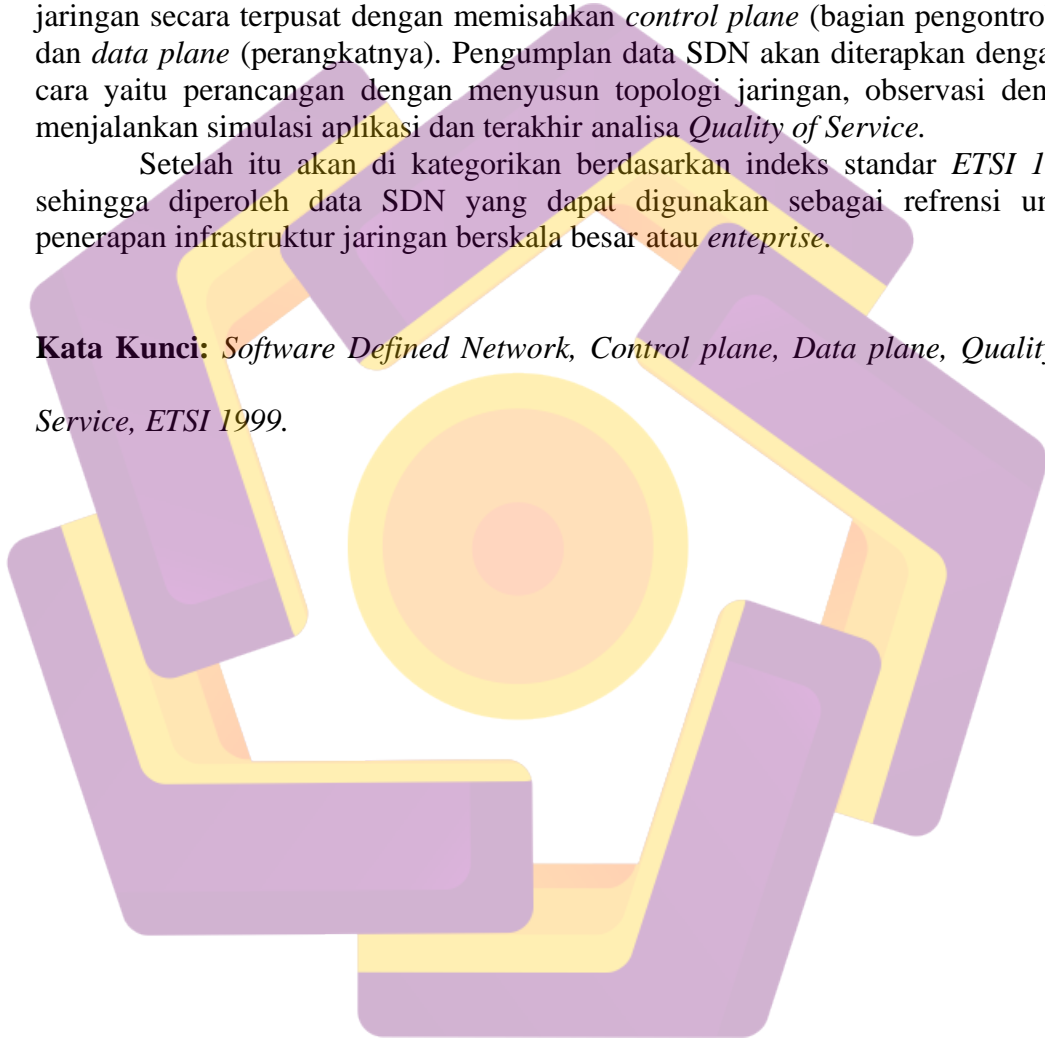 jaringan secara terpusat dengan memisahkan control plane (bagian pengontro
dan data plane (perangkatnya). Pengumplan data SDN akan diterapkan denga
cara yaitu perancangan dengan menyusun topologi jaringan, observasi den
menjalankan simulasi aplikasi dan terakhir analisa Quality of Service.
Setelah itu akan di kategorikan berdasarkan indeks standar ETSI 1
sehingga diperoleh data SDN yang dapat digunakan sebagai refrensi un
penerapan infrastruktur jaringan berskala besar atau enteprise.
Kata Kunci: Software Defined Network, Control plane, Data plane, Quality
Service, ETSI 1999.